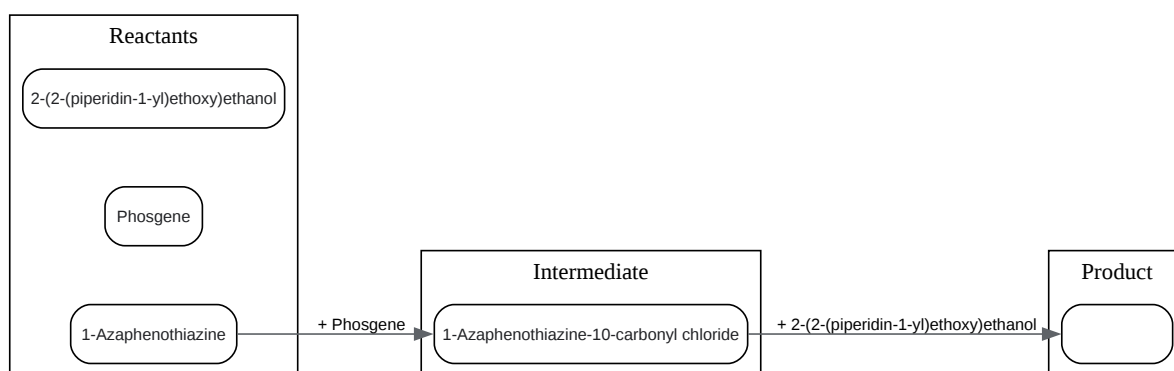 Reactants
2-(2-(piperidin-1-yl)ethoxy)ethanol
Phosgene
1-Azaphenothiazine
+ Phosgene
Intermediate
1-Azaphenothiazine-10-carbonyl chloride
+ 2-(2-(piperidin-1-yl)ethoxy)ethanol
Product